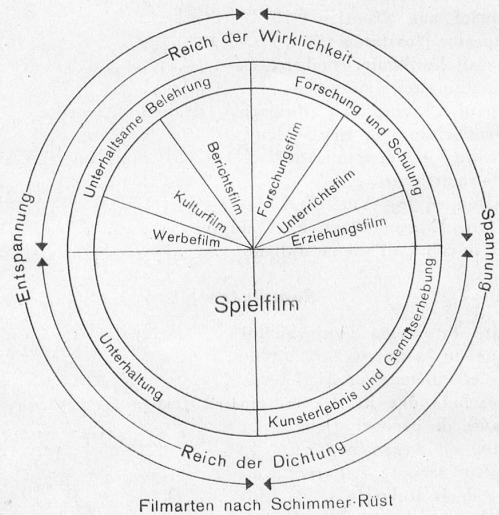 Reich der Wirklichkeit
Unterhaltsame Belehrung
Forschung und Schulung
Entspannung
Spannung
Werbefilm
Kulturfilm
Berichtsfilm
Forschungsfilm
Unterrichtsfilm
Erziehungsfilm
Spielfilm
Unterhaltung
Kunsterlebnis und Gemütserhebung
Reich der Dichtung
Filmarten nach Schimmer-Rüst